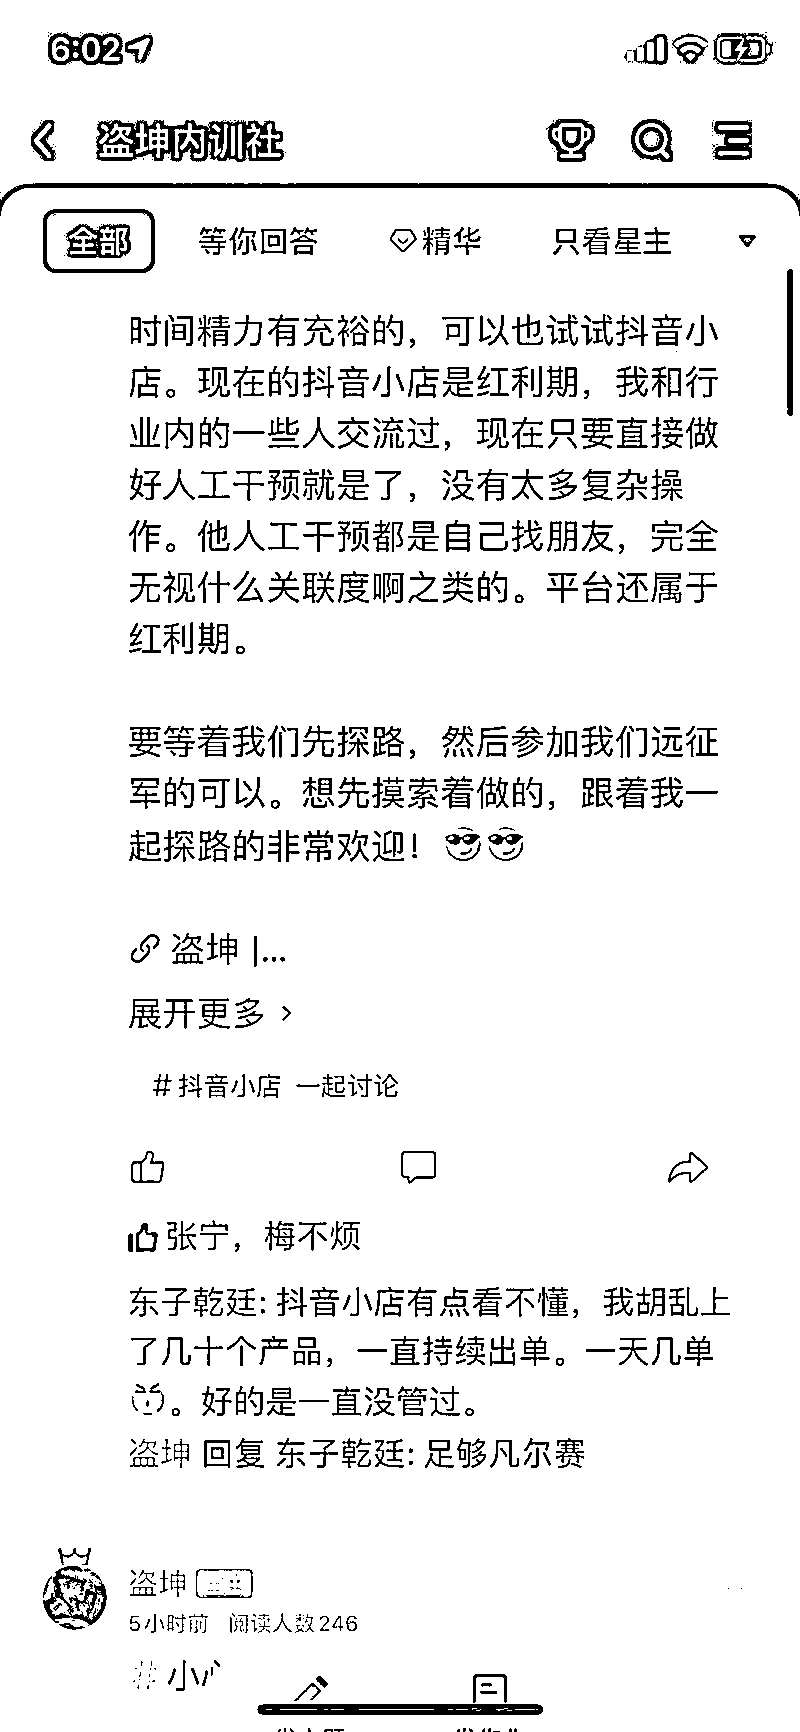 6:02
盗坤内训社
全部 等你回答 精华 只看星主
时间精力有充裕的，可以也试试抖音小
店。现在的抖音小店是红利期，我和行
业内的一些人交流过，现在只要直接做
好人工干预就是了，没有太多复杂操
作。他人工干预都是自己找朋友，完全
无视什么关联度啊之类的。平台还属于
红利期。
要等着我们先探路，然后参加我们远征
军的可以。想先摸索着做的，跟着我一
起探路的非常欢迎！😎😎
盗坤 |...
展开更多 >
# 抖音小店 一起讨论
张宁，梅不烦
东子乾廷: 抖音小店有点看不懂，我胡乱上
了几十个产品，一直持续出单。一天几单
。好的是一直没管过。
盗坤 回复 东子乾廷: 足够凡尔赛
盗坤
5小时前 阅读人数246
# 小